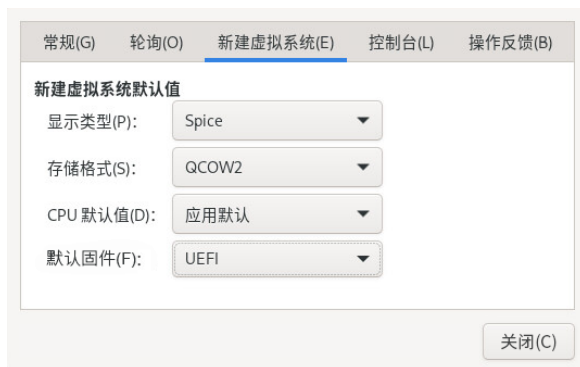 常规(G) 轮询(O) 新建虚拟系统(E) 控制台(L) 操作反馈(B)
新建虚拟系统默认值
显示类型(P): Spice
存储格式(S): QCOW2
CPU 默认值(D): 应用默认
默认固件(F): UEFI
关闭(C)